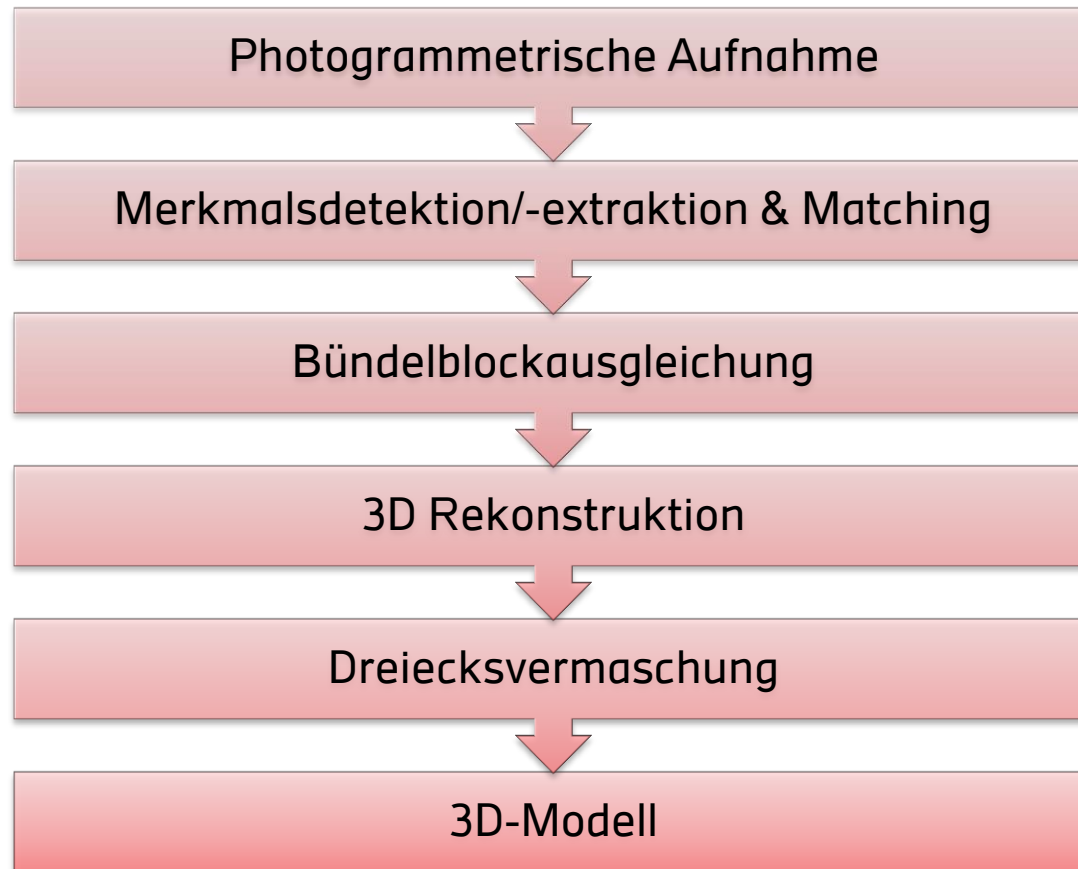 Photogrammetrische Aufnahme
Merkmalsdetektion/-extraktion & Matching
Bündelblockausgleichung
3D Rekonstruktion
Dreiecksvermaschung
3D-Modell